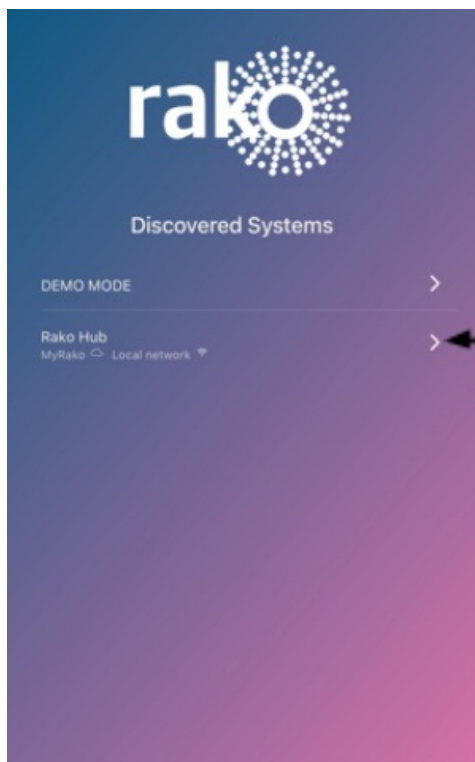 rako
Discovered Systems
DEMO MODE
Rako Hub
MyRako Local network